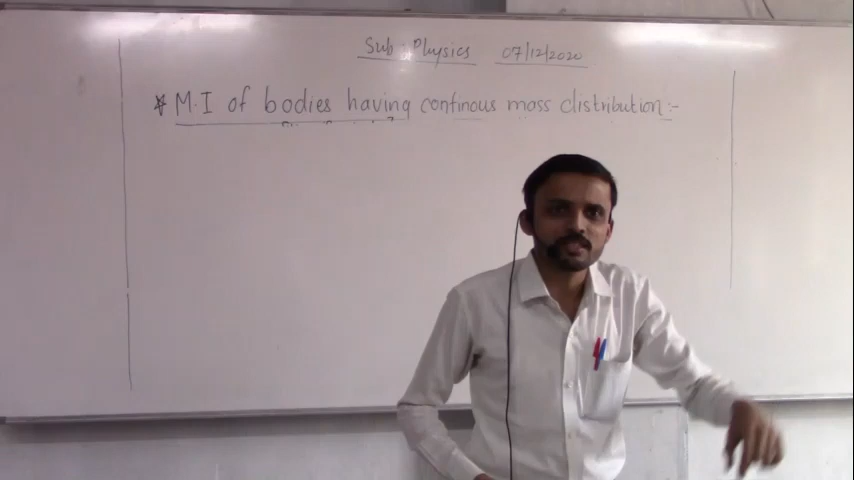 Sub:- Physics 07/12/2020
* M.I of bodies having continous mass distribution:-